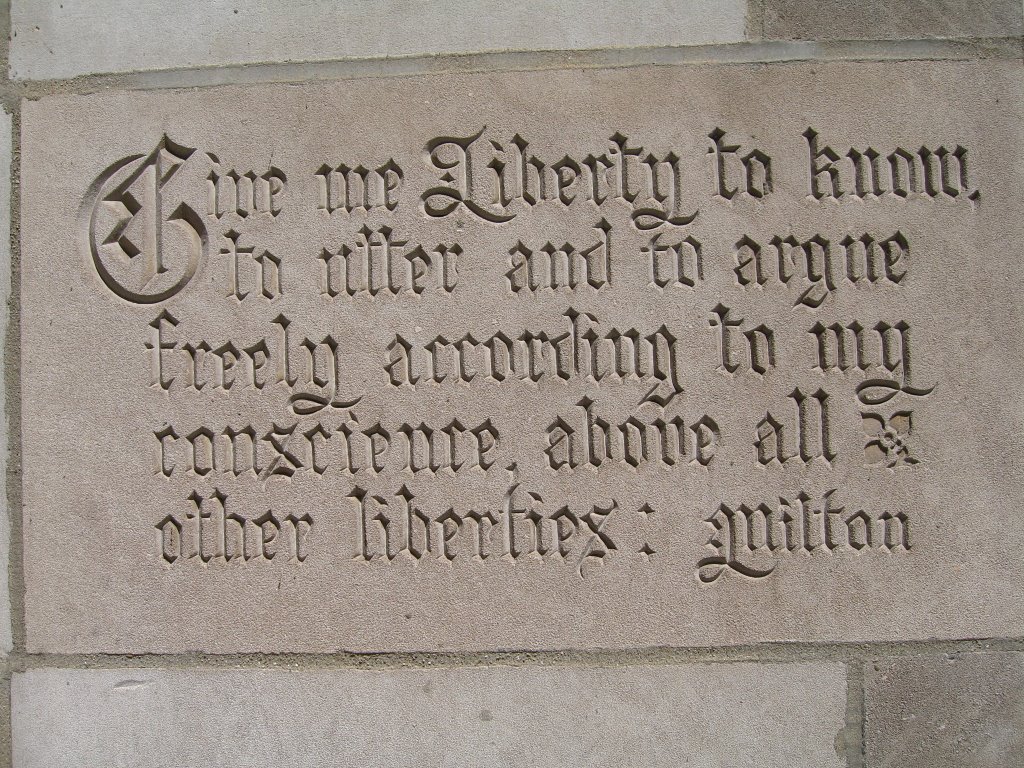 Give me Liberty to know,
to utter and to argue
freely according to my
conscience, above all
other liberties: Milton